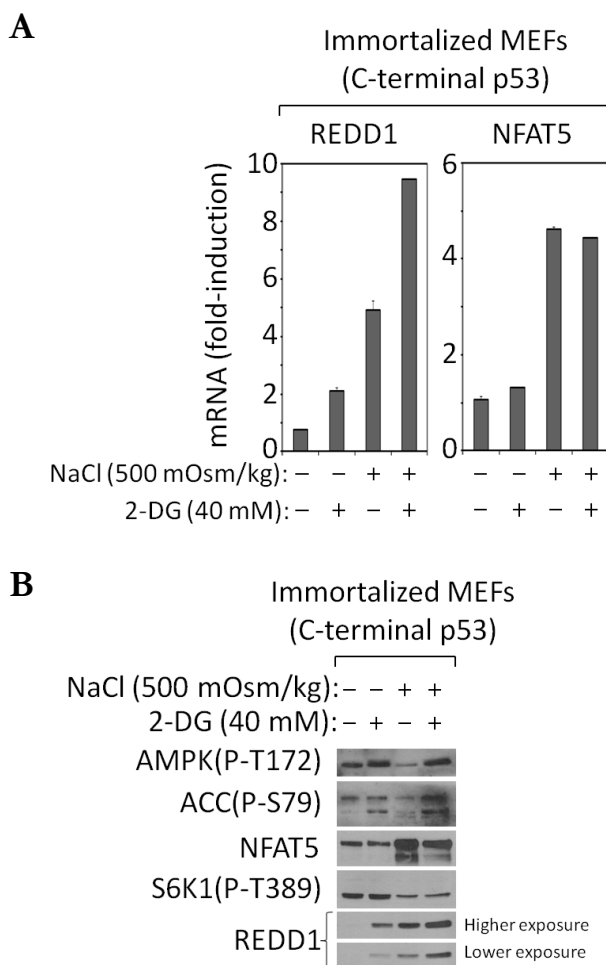 A
Immortalized MEFs
(C-terminal p53)
REDD1 NFAT5
mRNA (fold-induction)
10 6
8
4
6
4
2
2
0 0
NaCl (500 mOsm/kg): – – + + – – + +
2-DG (40 mM): – + – + – + – +
B
Immortalized MEFs
(C-terminal p53)
NaCl (500 mOsm/kg): – – + +
2-DG (40 mM): – + – +
AMPK(P-T172)
ACC(P-S79)
NFAT5
S6K1(P-T389)
REDD1
Higher exposure
Lower exposure